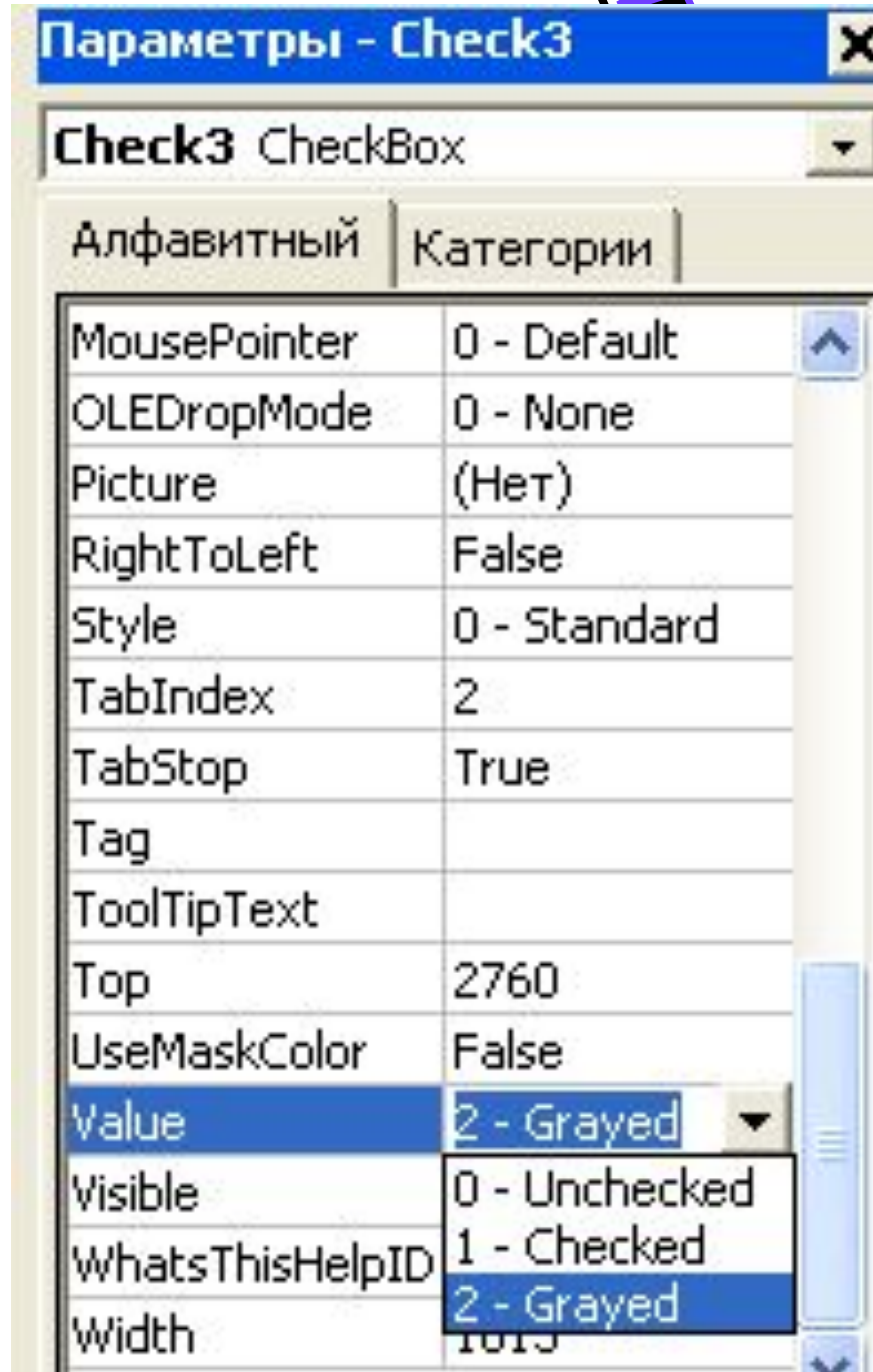 Параметры - Check3
Check3 CheckBox
Алфавитный Категории
MousePointer 0 - Default
OLEDropMode 0 - None
Picture (Нет)
RightToLeft False
Style 0 - Standard
TabIndex 2
TabStop True
Tag
ToolTipText
Top 2760
UseMaskColor False
Value 2 - Grayed
Visible 0 - Unchecked
WhatsThisHelpID 1 - Checked
2 - Grayed
Width